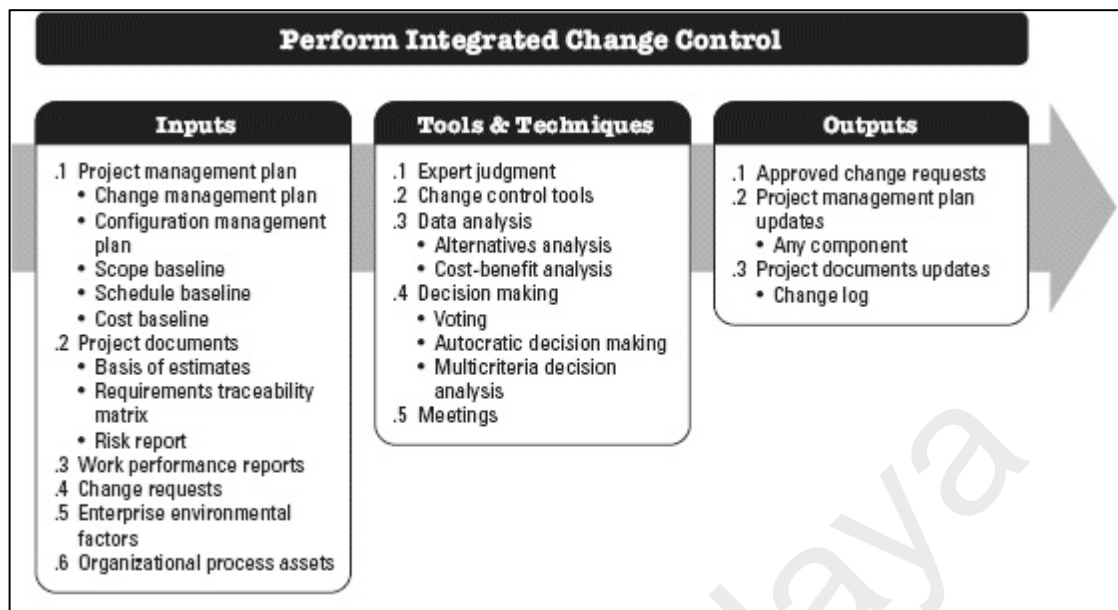 Perform Integrated Change Control
Inputs
.1 Project management plan
• Change management plan
• Configuration management
plan
• Scope baseline
• Schedule baseline
• Cost baseline
.2 Project documents
• Basis of estimates
• Requirements traceability
matrix
• Risk report
.3 Work performance reports
.4 Change requests
.5 Enterprise environmental
factors
.6 Organizational process assets
Tools & Techniques
.1 Expert judgment
.2 Change control tools
.3 Data analysis
• Alternatives analysis
• Cost-benefit analysis
.4 Decision making
• Voting
• Autocratic decision making
• Multicriteria decision
analysis
.5 Meetings
Outputs
.1 Approved change requests
.2 Project management plan
updates
• Any component
.3 Project documents updates
• Change log